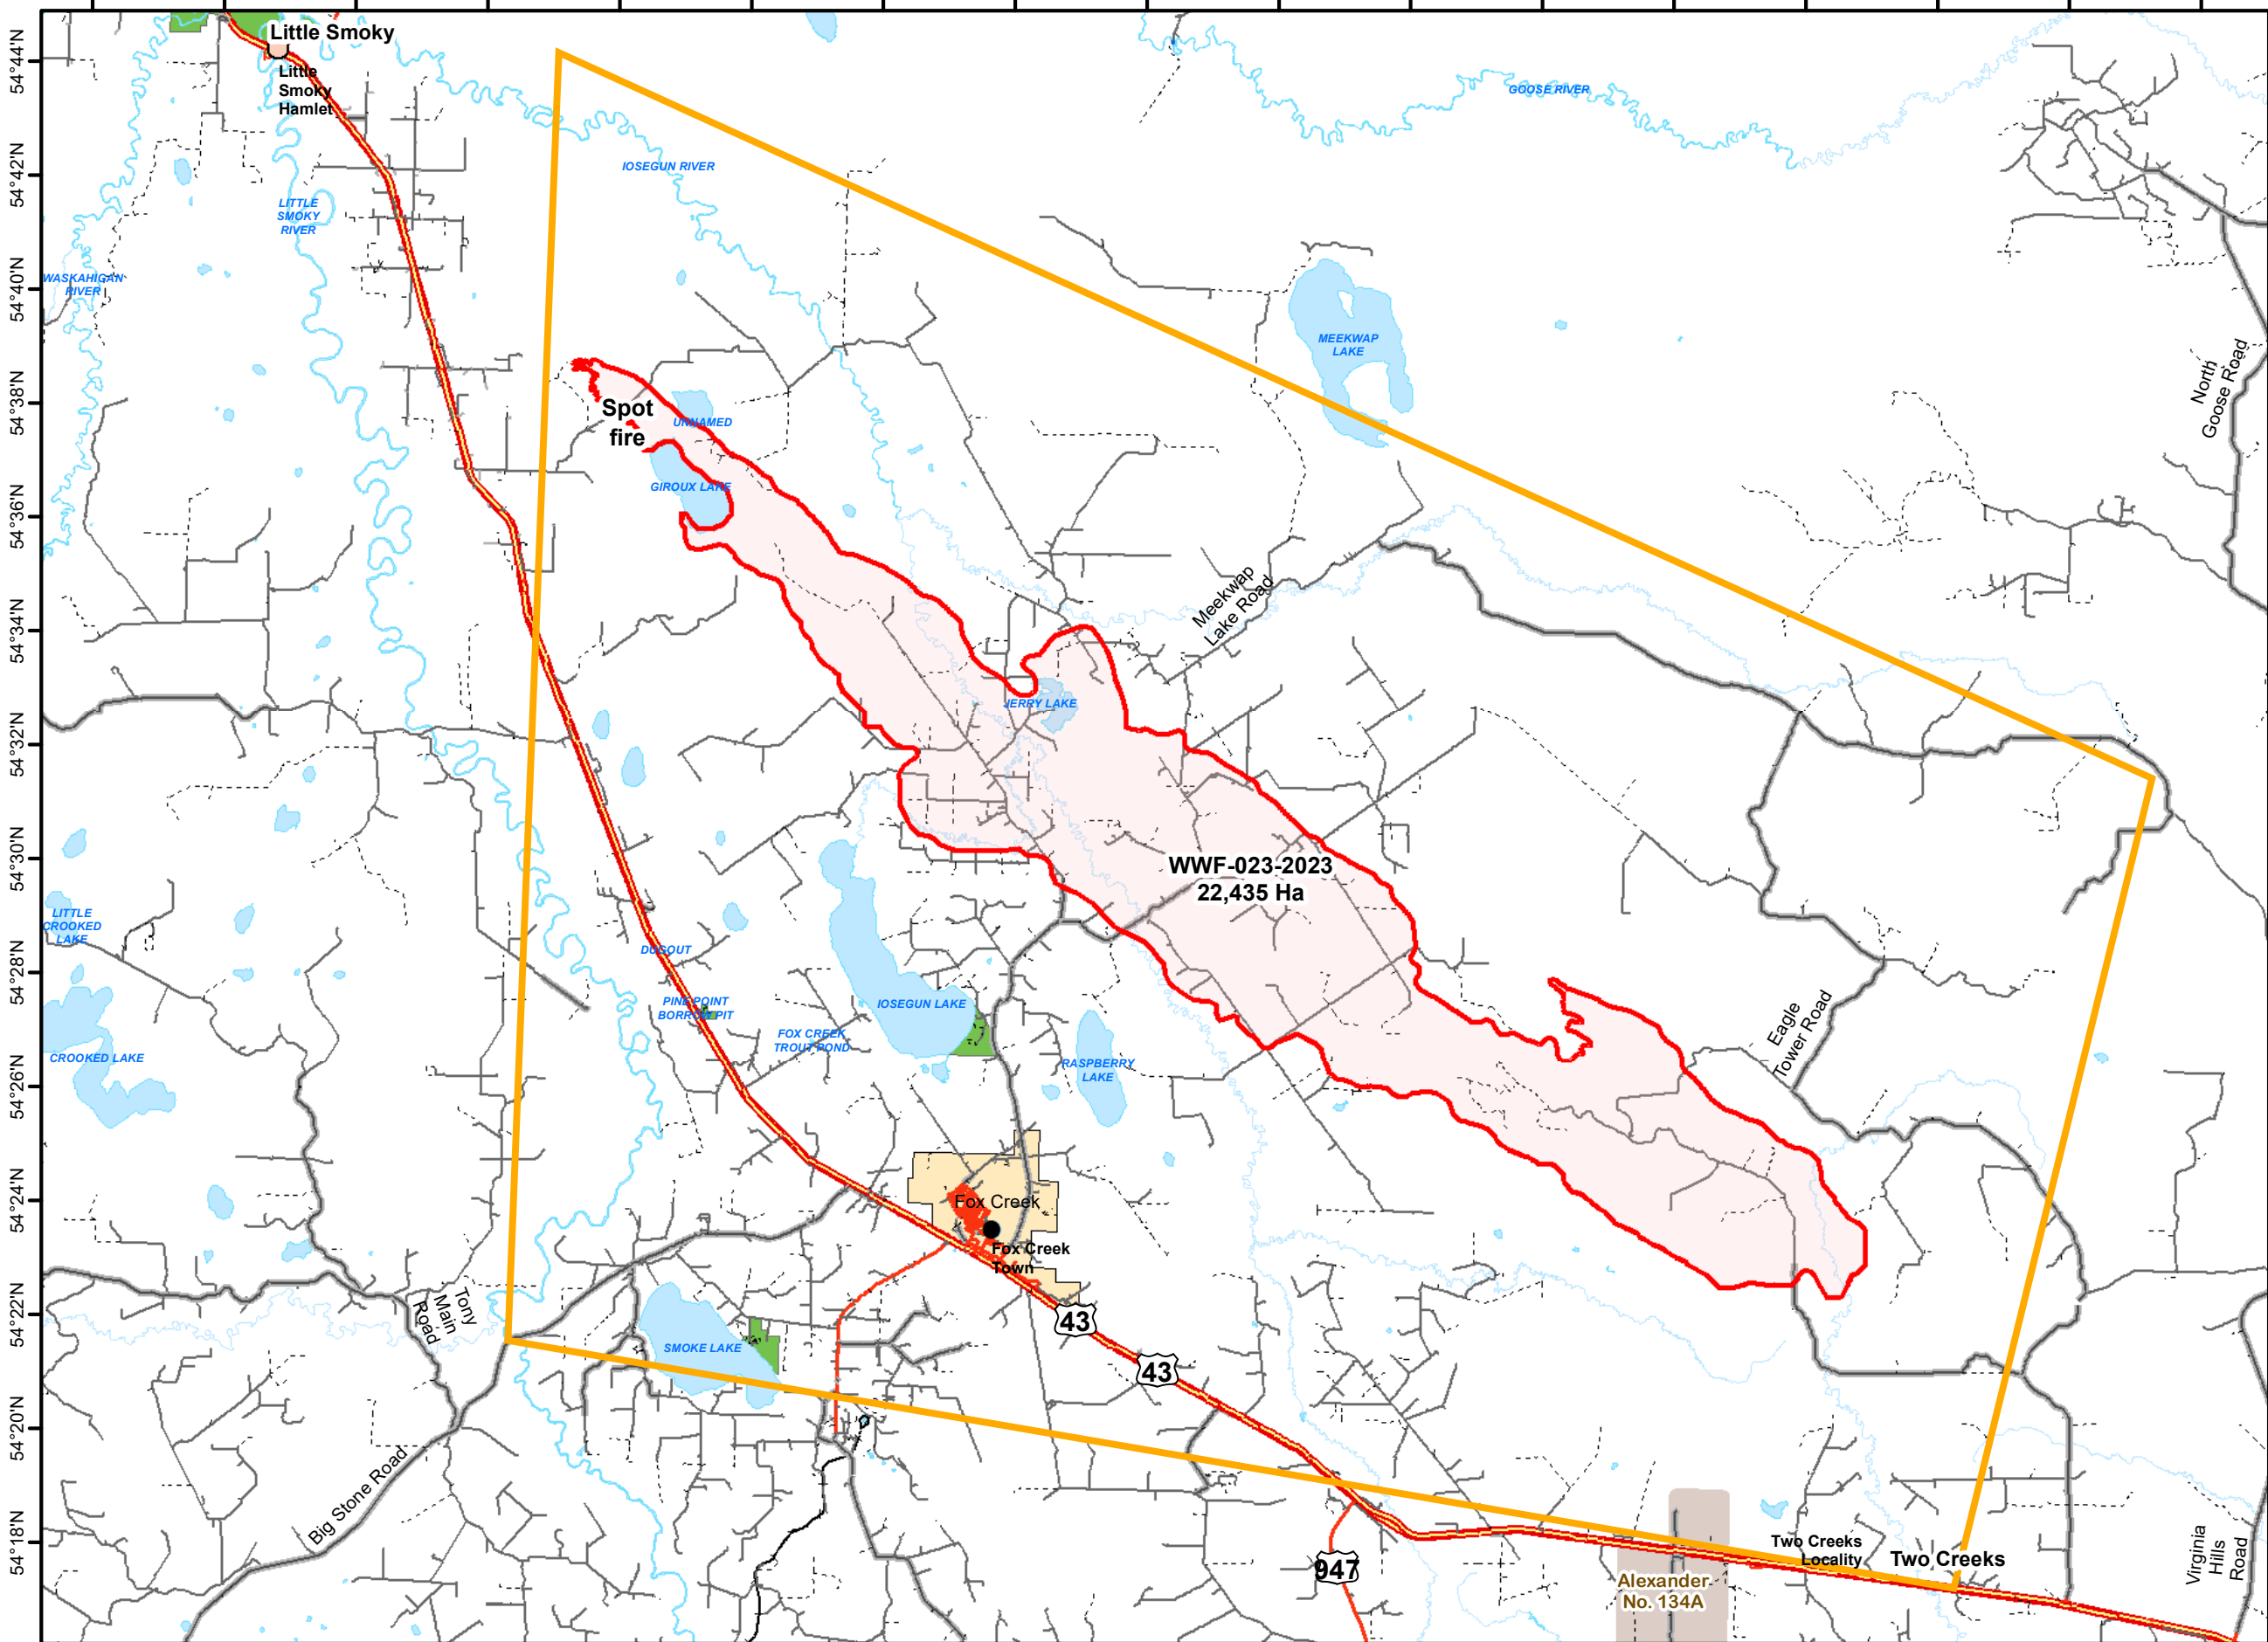 Little Smoky
Little
Smoky
Hamlet
54°44'N
54°42'N
54°40'N
54°38'N
54°36'N
54°34'N
54°32'N
54°30'N
54°28'N
54°26'N
54°24'N
54°22'N
54°20'N
54°18'N
GOOSE RIVER
IOSEGUN RIVER
LITTLE
SMOKY
RIVER
WASKAHIGAN
RIVER
MEEKWAP
LAKE
North
Goose Road
Spot
fire
UNNAMED
GIROUX LAKE
Meekwap
Lake Road
JERRY LAKE
WWF-023-2023
22,435 Ha
LITTLE
CROOKED
LAKE
DUGOUT
PINE POINT
BORROW PIT
IOSEGUN LAKE
FOX CREEK
TROUT POND
CROOKED LAKE
RASPBERRY
LAKE
Eagle
Tower Road
Fox Creek
Fox Creek
Town
Tony
Main
Road
SMOKE LAKE
43
43
Big Stone Road
947
Two Creeks
Locality
Two Creeks
Alexander
No. 134A
Virginia
Hills
Road